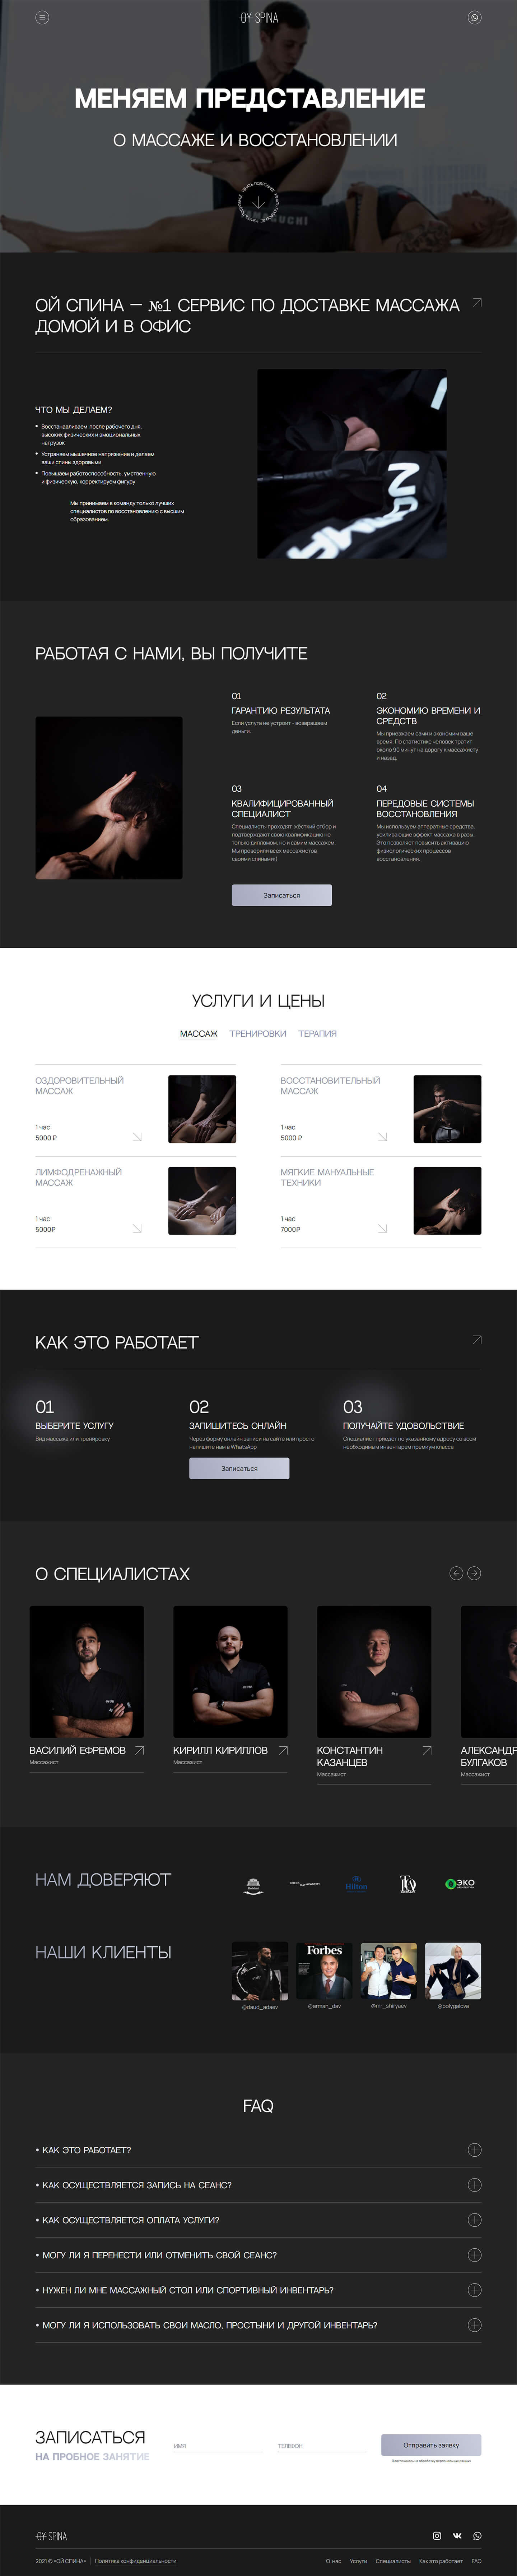 OY SPINA
МЕНЯЕМ ПРЕДСТАВЛЕНИЕ
О МАССАЖЕ И ВОССТАНОВЛЕНИИ
УЗНАТЬ ПОДРОБНЕЕ
ОЙ СПИНА – №1 СЕРВИС ПО ДОСТАВКЕ МАССАЖА
ДОМОЙ И В ОФИС
ЧТО МЫ ДЕЛАЕМ?
• Восстанавливаем после рабочего дня,
высоких физических и эмоциональных
нагрузок
• Устраняем мышечное напряжение и делаем
ваши спины здоровыми
• Повышаем работоспособность, умственную
и физическую, корректируем фигуру
Мы принимаем в команду только лучших
специалистов по восстановлению с высшим
образованием.
РАБОТАЯ С НАМИ, ВЫ ПОЛУЧИТЕ
01
ГАРАНТИЮ РЕЗУЛЬТАТА
Если услуга не устроит - возвращаем
деньги.
02
ЭКОНОМИЮ ВРЕМЕНИ И
СРЕДСТВ
Мы приезжаем сами и экономим ваше
время. По статистике человек тратит
около 90 минут на дорогу к массажисту
и назад.
03
КВАЛИФИЦИРОВАННЫЙ
СПЕЦИАЛИСТ
Специалисты проходят жёсткий отбор и
подтверждают свою квалификацию не
только дипломом, но и самим массажем.
Мы проверили всех массажистов
своими спинами:)
04
ПЕРЕДОВЫЕ СИСТЕМЫ
ВОССТАНОВЛЕНИЯ
Мы используем аппаратные средства,
усиливающие эффект массажа в разы.
Это позволяет повысить активацию
физиологических процессов
восстановления.
Записаться
УСЛУГИ И ЦЕНЫ
МАССАЖ ТРЕНИРОВКИ ТЕРАПИЯ
ОЗДОРОВИТЕЛЬНЫЙ
МАССАЖ
1 час
5000 ₽
ВОССТАНОВИТЕЛЬНЫЙ
МАССАЖ
1 час
5000 ₽
ЛИМФОДРЕНАЖНЫЙ
МАССАЖ
1 час
5000₽
МЯГКИЕ МАНУАЛЬНЫЕ
ТЕХНИКИ
1 час
7000₽
КАК ЭТО РАБОТАЕТ
01
ВЫБЕРИТЕ УСЛУГУ
Вид массажа или тренировку
02
ЗАПИШИТЕСЬ ОНЛАЙН
Через форму онлайн записи на сайте или просто
напишите нам в WhatsApp
Записаться
03
ПОЛУЧАЙТЕ УДОВОЛЬСТВИЕ
Специалист приедет по указанному адресу со всем
необходимым инвентарем премиум класса
О СПЕЦИАЛИСТАХ
ВАСИЛИЙ ЕФРЕМОВ
Массажист
КИРИЛЛ КИРИЛЛОВ
Массажист
КОНСТАНТИН
КАЗАНЦЕВ
Массажист
АЛЕКСАНДР
БУЛГАКОВ
Массажист
НАМ ДОВЕРЯЮТ
Hilton
ЭКО
НАШИ КЛИЕНТЫ
Forbes
@daud_adaev
@erman_dav
@mr_shiryaev
@polygalova
FAQ
• КАК ЭТО РАБОТАЕТ?
• КАК ОСУЩЕСТВЛЯЕТСЯ ЗАПИСЬ НА СЕАНС?
• КАК ОСУЩЕСТВЛЯЕТСЯ ОПЛАТА УСЛУГИ?
• МОГУ ЛИ Я ПЕРЕНЕСТИ ИЛИ ОТМЕНИТЬ СВОЙ СЕАНС?
• НУЖЕН ЛИ МНЕ МАССАЖНЫЙ СТОЛ ИЛИ СПОРТИВНЫЙ ИНВЕНТАРЬ?
• МОГУ ЛИ Я ИСПОЛЬЗОВАТЬ СВОИ МАСЛО, ПРОСТЫНИ И ДРУГОЙ ИНВЕНТАРЬ?
ЗАПИСАТЬСЯ
НА ПРОБНОЕ ЗАНЯТИЕ
ИМЯ
ТЕЛЕФОН
Отправить заявку
OY SPINA
2021 © «ОЙ СПИНА»
Политика конфиденциальности
О нас Услуги Специалисты Как это работает FAQ